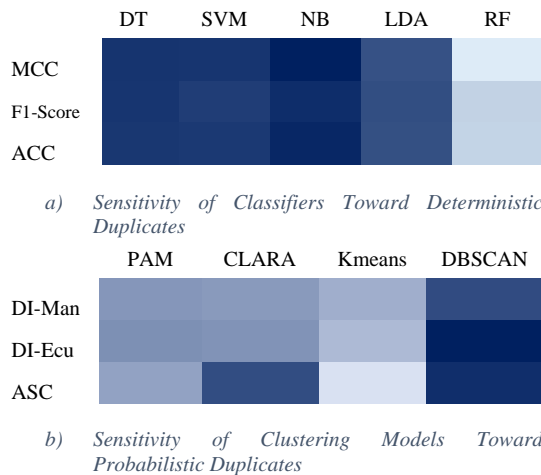 DT SVM NB LDA RF
MCC
F1-Score
ACC
a) Sensitivity of Classifiers Toward Deterministic
Duplicates
PAM CLARA Kmeans DBSCAN
DI-Man
DI-Ecu
ASC
b) Sensitivity of Clustering Models Toward
Probabilistic Duplicates